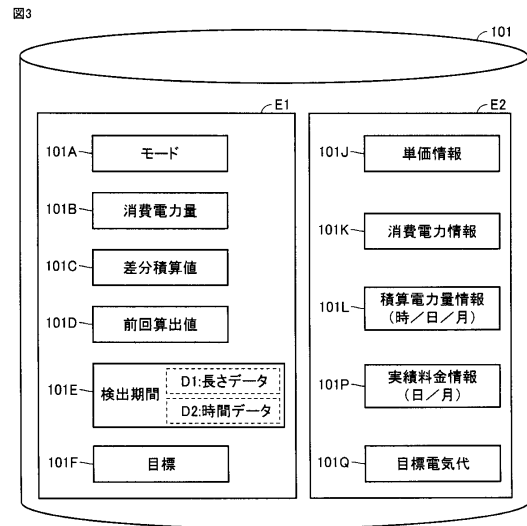 図3
101
E1
101A
モード
101B
消費電力量
101C
差分積算値
101D
前回算出値
101E
検出期間
D1:長さデータ
D2:時間データ
101F
目標
E2
101J
単価情報
101K
消費電力情報
101L
積算電力量情報
(時/日/月)
101P
実績料金情報
(日/月)
101Q
目標電気代